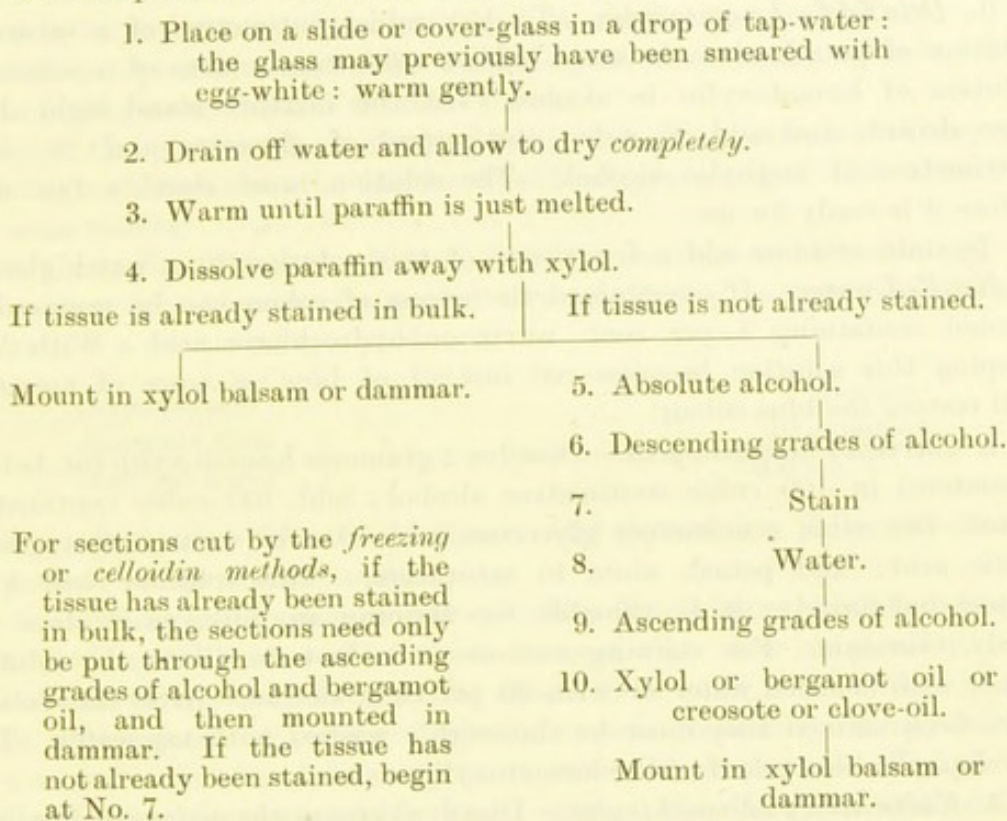 1. Place on a slide or cover-glass in a drop of tap-water :
the glass may previously have been smeared with
egg-white : warm gently.
2. Drain off water and allow to dry completely.
3. Warm until paraffin is just melted.
4. Dissolve paraffin away with xylol.
If tissue is already stained in bulk.
If tissue is not already stained.
Mount in xylol balsam or dammar.
5. Absolute alcohol.
6. Descending grades of alcohol.
7. Stain
8. Water.
9. Ascending grades of alcohol.
10. Xylol or bergamot oil or
creosote or clove-oil.
Mount in xylol balsam or
dammar.
For sections cut by the freezing
or celloidin methods, if the
tissue has already been stained
in bulk, the sections need only
be put through the ascending
grades of alcohol and bergamot
oil, and then mounted in
dammar. If the tissue has
not already been stained, begin
at No. 7.